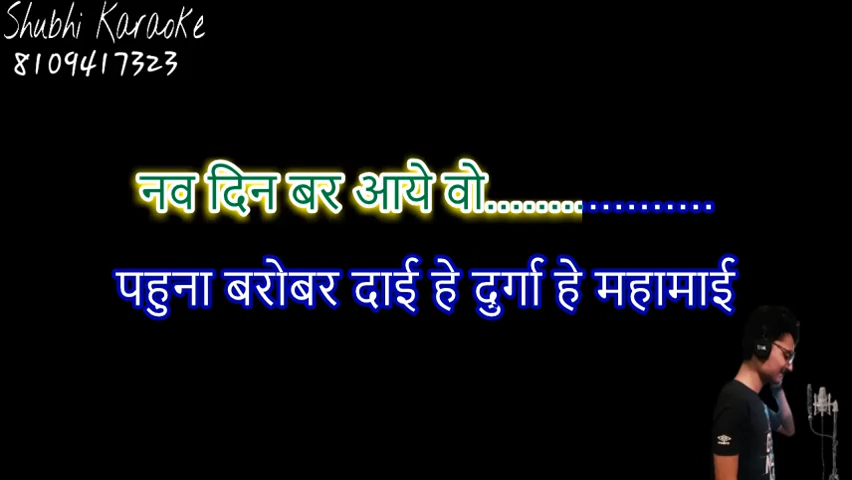 Shubhi Karaoke
8109417323
नव दिन बर आये वो..................
पहुना बरोबर दाई हे दुर्गा हे महामाई